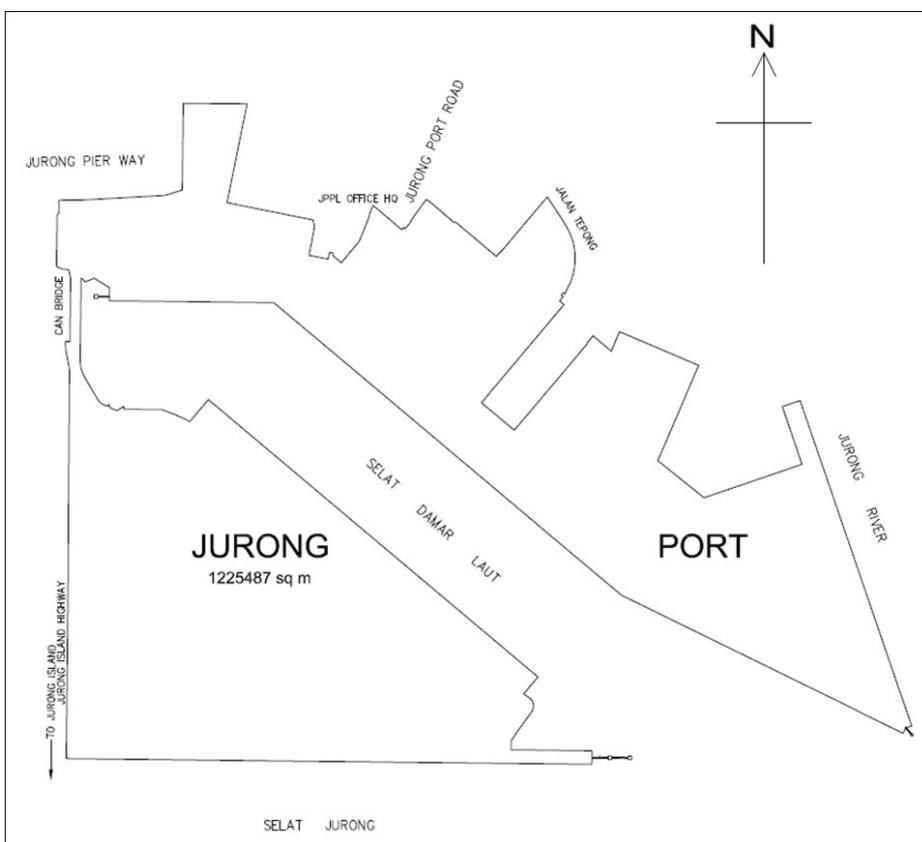 N
JURONG PIER WAY
JURONG PORT ROAD
JPPL OFFICE HQ
JALAN TEPONG
CAN BRIDGE
SELAT DAMAR LAUT
JURONG RIVER
JURONG PORT
1225487 sq m
TO JURONG ISLAND
JURONG ISLAND HIGHWAY
SELAT JURONG